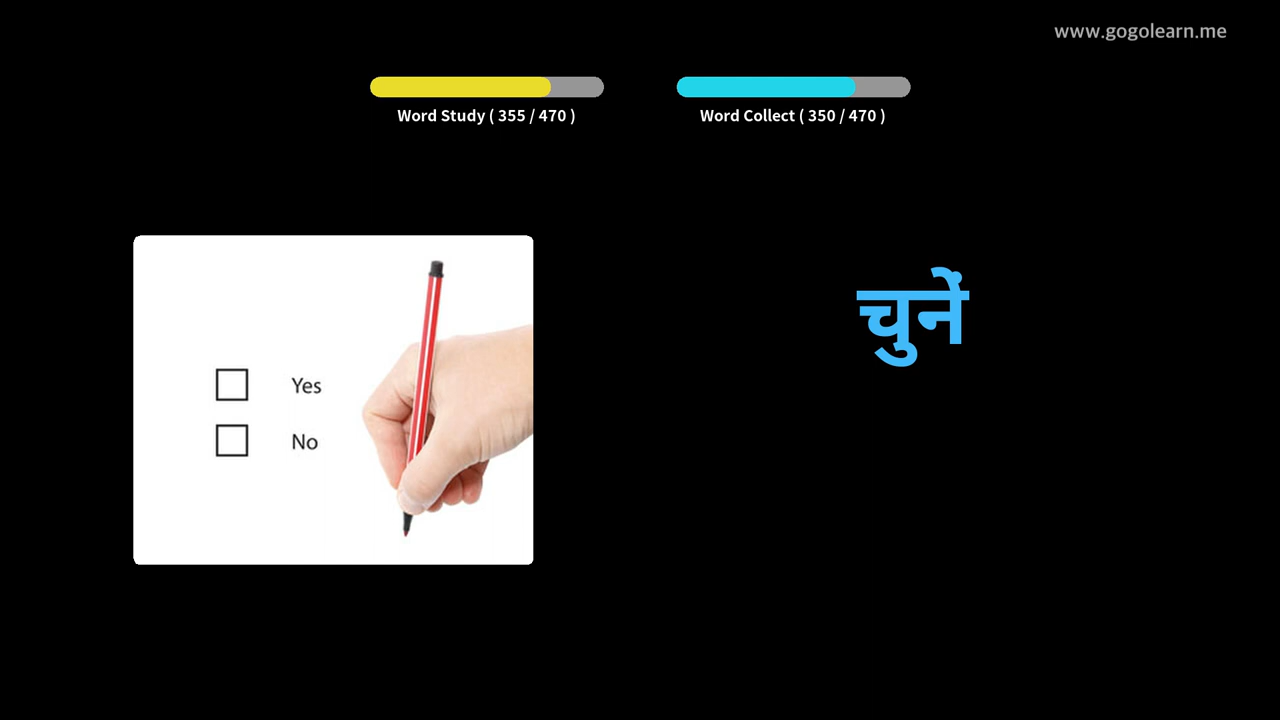 www.gogolearn.me
Word Study ( 355 / 470 )
Word Collect ( 350 / 470 )
चुनें
Yes
No